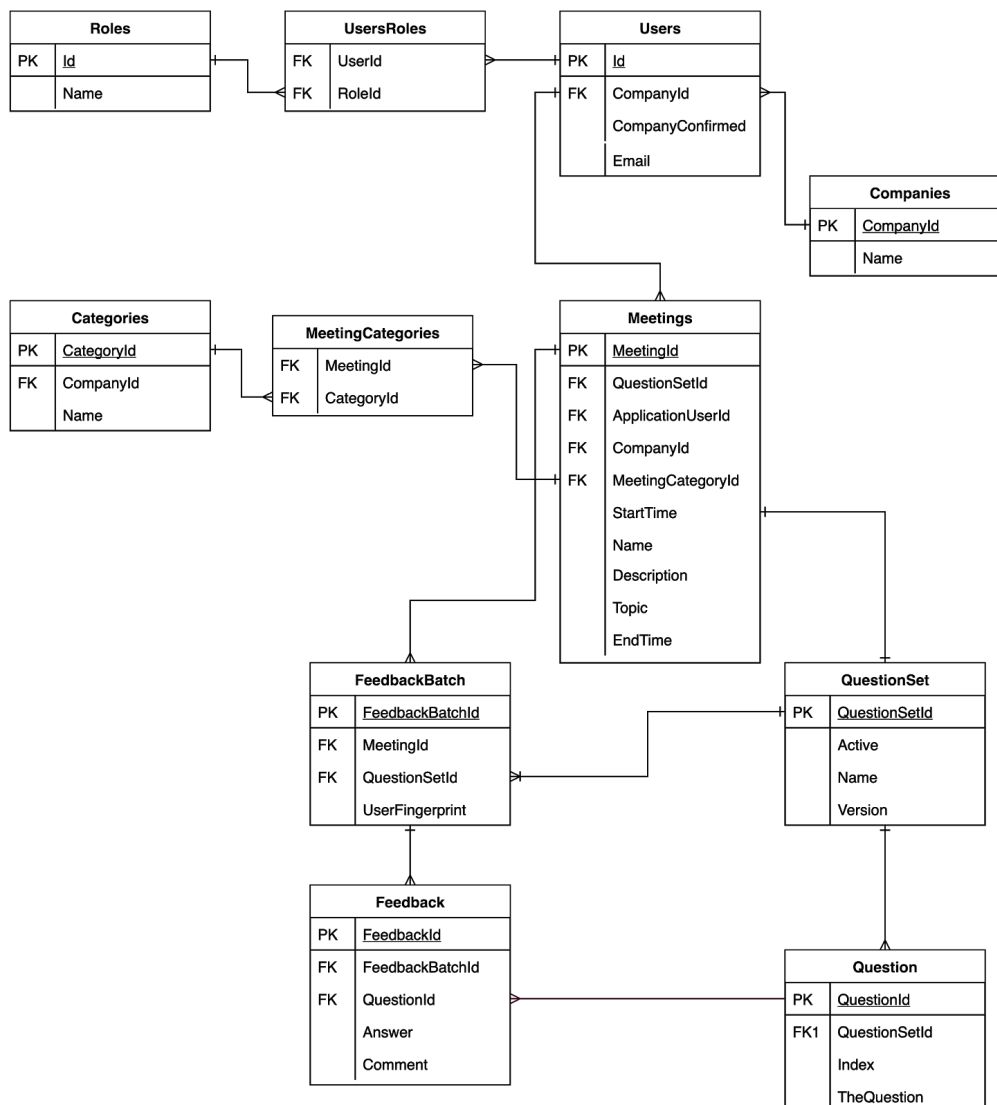 Roles
PK Id
Name
UsersRoles
FK UserId
FK RoleId
Users
PK Id
FK CompanyId
CompanyConfirmed
Email
Companies
PK CompanyId
Name
Categories
PK CategoryId
FK CompanyId
Name
MeetingCategories
FK MeetingId
FK CategoryId
Meetings
PK MeetingId
FK QuestionSetId
FK ApplicationUserId
FK CompanyId
FK MeetingCategoryId
StartTime
Name
Description
Topic
EndTime
FeedbackBatch
PK FeedbackBatchId
FK MeetingId
FK QuestionSetId
UserFingerprint
QuestionSet
PK QuestionSetId
Active
Name
Version
Feedback
PK FeedbackId
FK FeedbackBatchId
FK QuestionId
Answer
Comment
Question
PK QuestionId
FK1 QuestionSetId
Index
TheQuestion